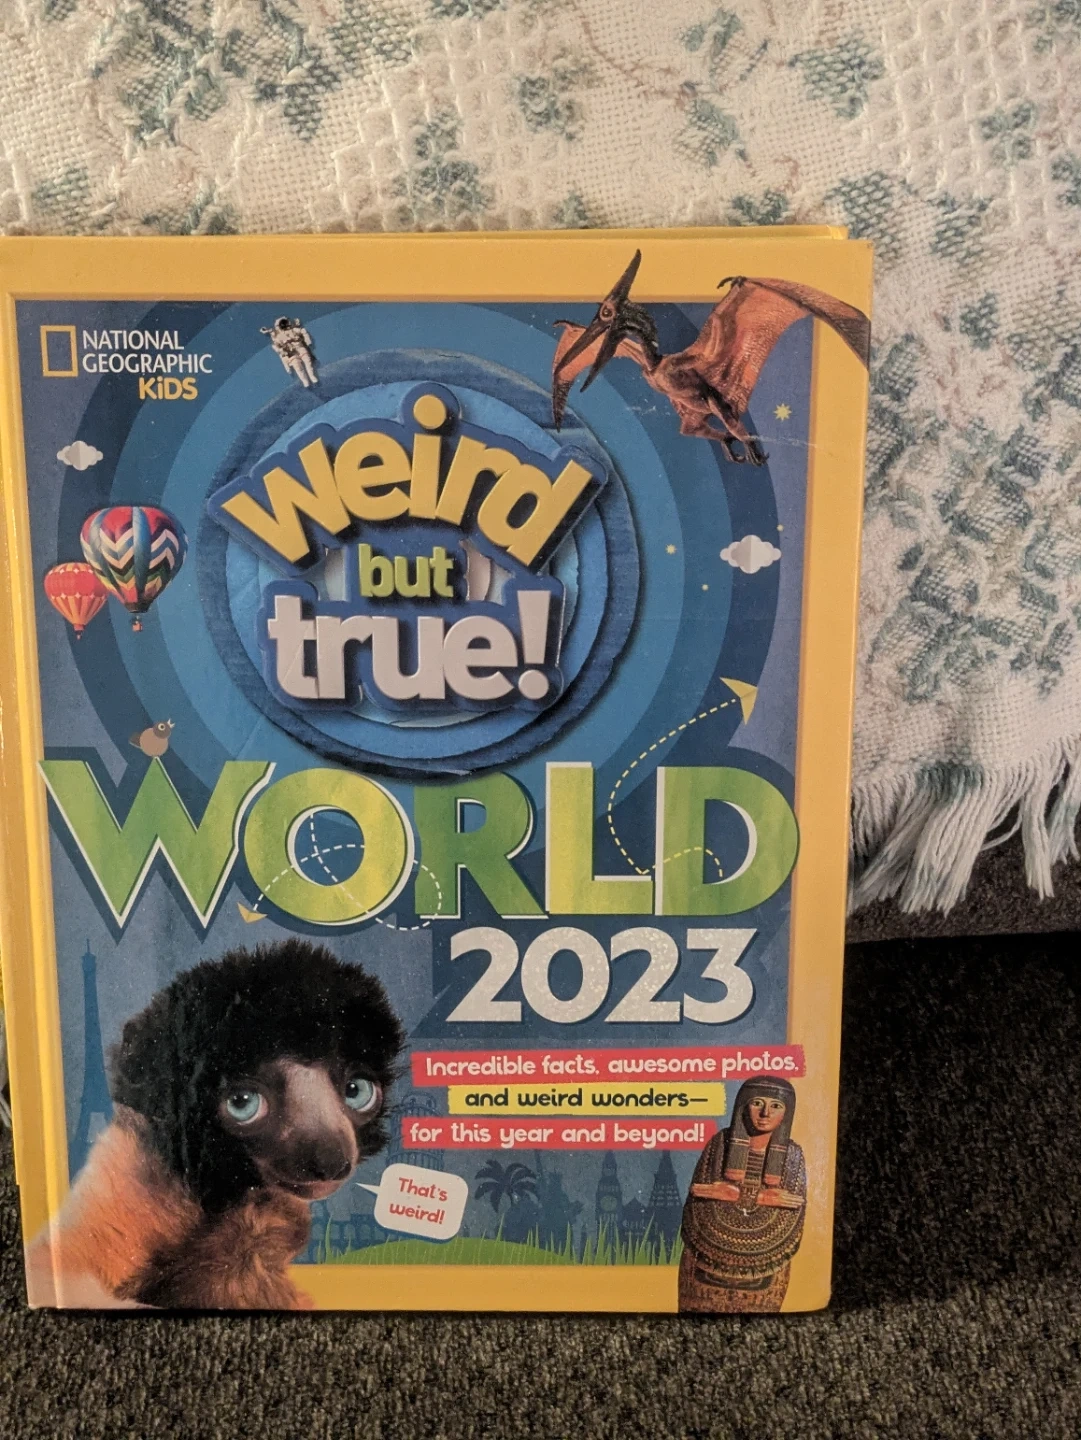 NATIONAL
GEOGRAPHIC
KiDS
weird
but
true!
WORLD
2023
Incredible facts, awesome photos,
and weird wonders—
for this year and beyond!
That's
weird!